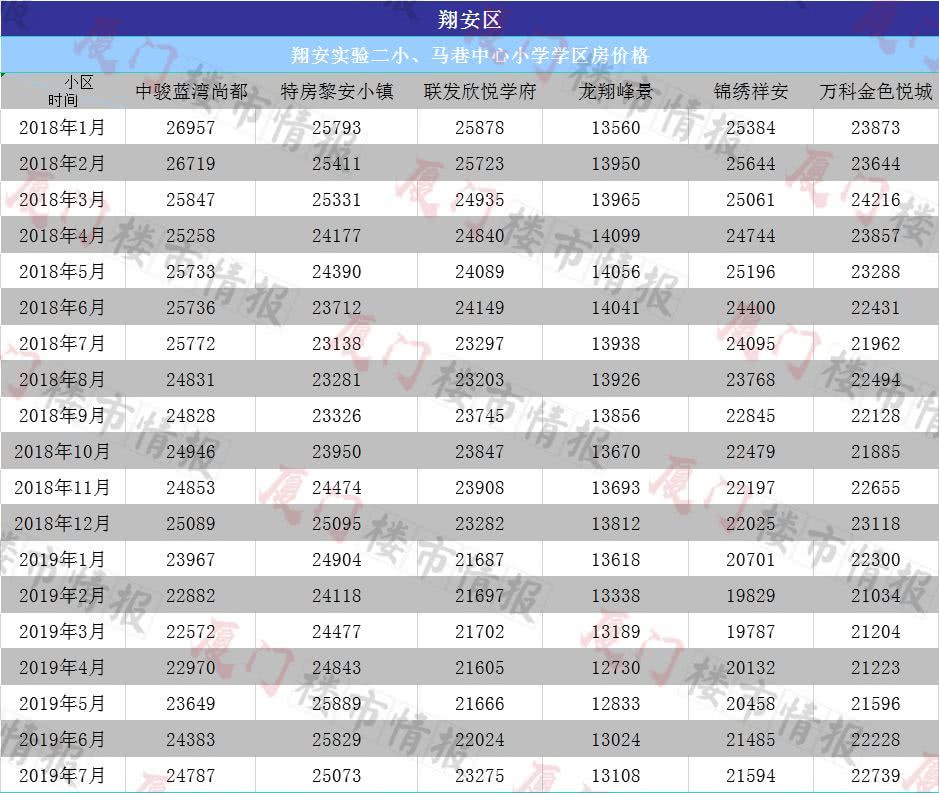 翔安区
翔安实验二小、马巷中心小学学区房价格
小区
时间 中骏蓝湾尚都 特房黎安小镇 联发欣悦学府 龙翔峰景 锦绣祥安 万科金色悦城
2018年1月 26957 25793 25878 13560 25384 23873
2018年2月 26719 25411 25723 13950 25644 23644
2018年3月 25847 25331 24935 13965 25061 24216
2018年4月 25258 24177 24840 14099 24744 23857
2018年5月 25733 24390 24089 14056 25196 23288
2018年6月 25736 23712 24149 14041 24400 22431
2018年7月 25772 23138 23297 13938 24095 21962
2018年8月 24831 23281 23203 13926 23768 22494
2018年9月 24828 23326 23745 13856 22845 22128
2018年10月 24946 23950 23847 13670 22479 21885
2018年11月 24853 24474 23908 13693 22197 22655
2018年12月 25089 25095 23282 13812 22025 23118
2019年1月 23967 24904 21687 13618 20701 22300
2019年2月 22882 24118 21697 13338 19829 21034
2019年3月 22572 24477 21702 13189 19787 21204
2019年4月 22970 24843 21605 12730 20132 21223
2019年5月 23649 25889 21666 12833 20458 21596
2019年6月 24383 25829 22024 13024 21485 22228
2019年7月 24787 25073 23275 13108 21594 22739
厦门楼市情报